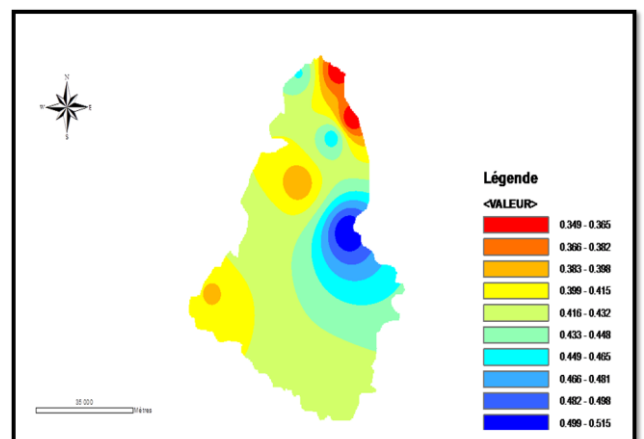 N
W E
S
Légende
<VALEUR>
0.349 - 0.365
0.366 - 0.382
0.383 - 0.398
0.399 - 0.415
0.416 - 0.432
0.433 - 0.448
0.449 - 0.465
0.466 - 0.481
0.482 - 0.498
0.499 - 0.515
35 000
Mètres